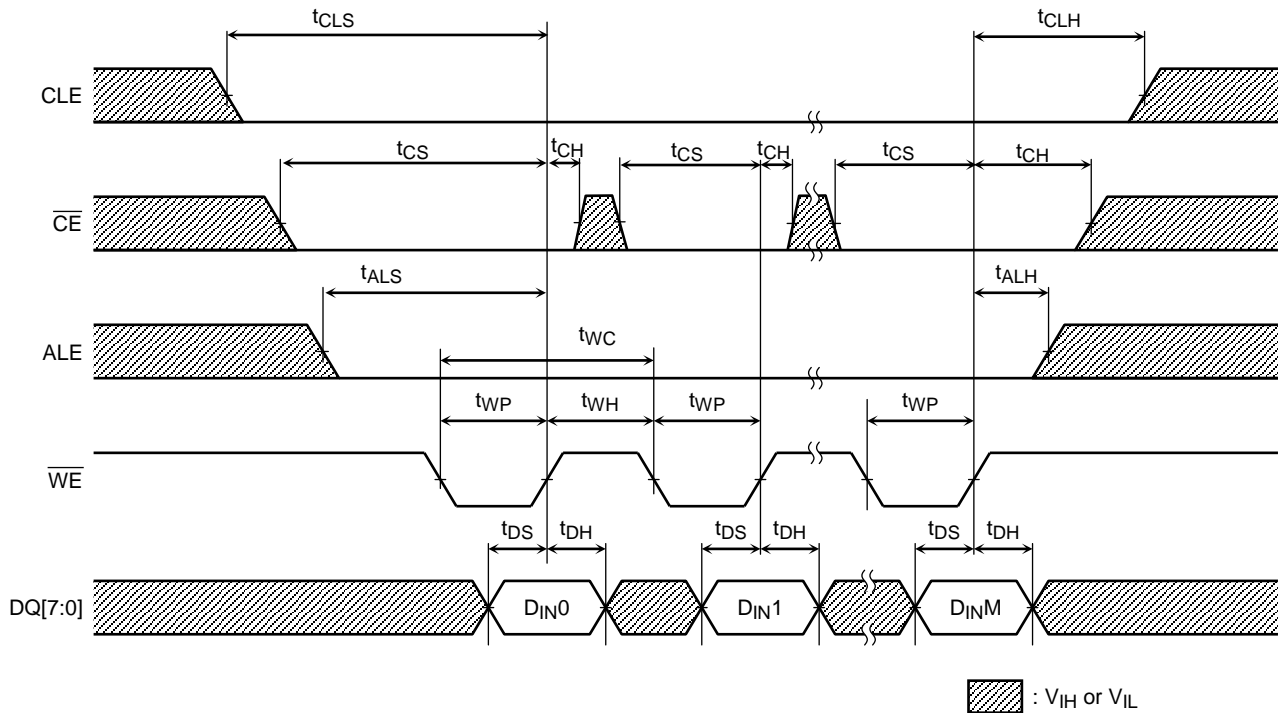 tCLS tCLH
CLE
tCS tCH tCS tCH tCS tCH
CE
tALS tALH
ALE
tWC
tWP tWH tWP tWP
WE
tDS tDH tDS tDH tDS tDH
DQ[7:0] DIN0 DIN1 DINM
: VIH or VIL